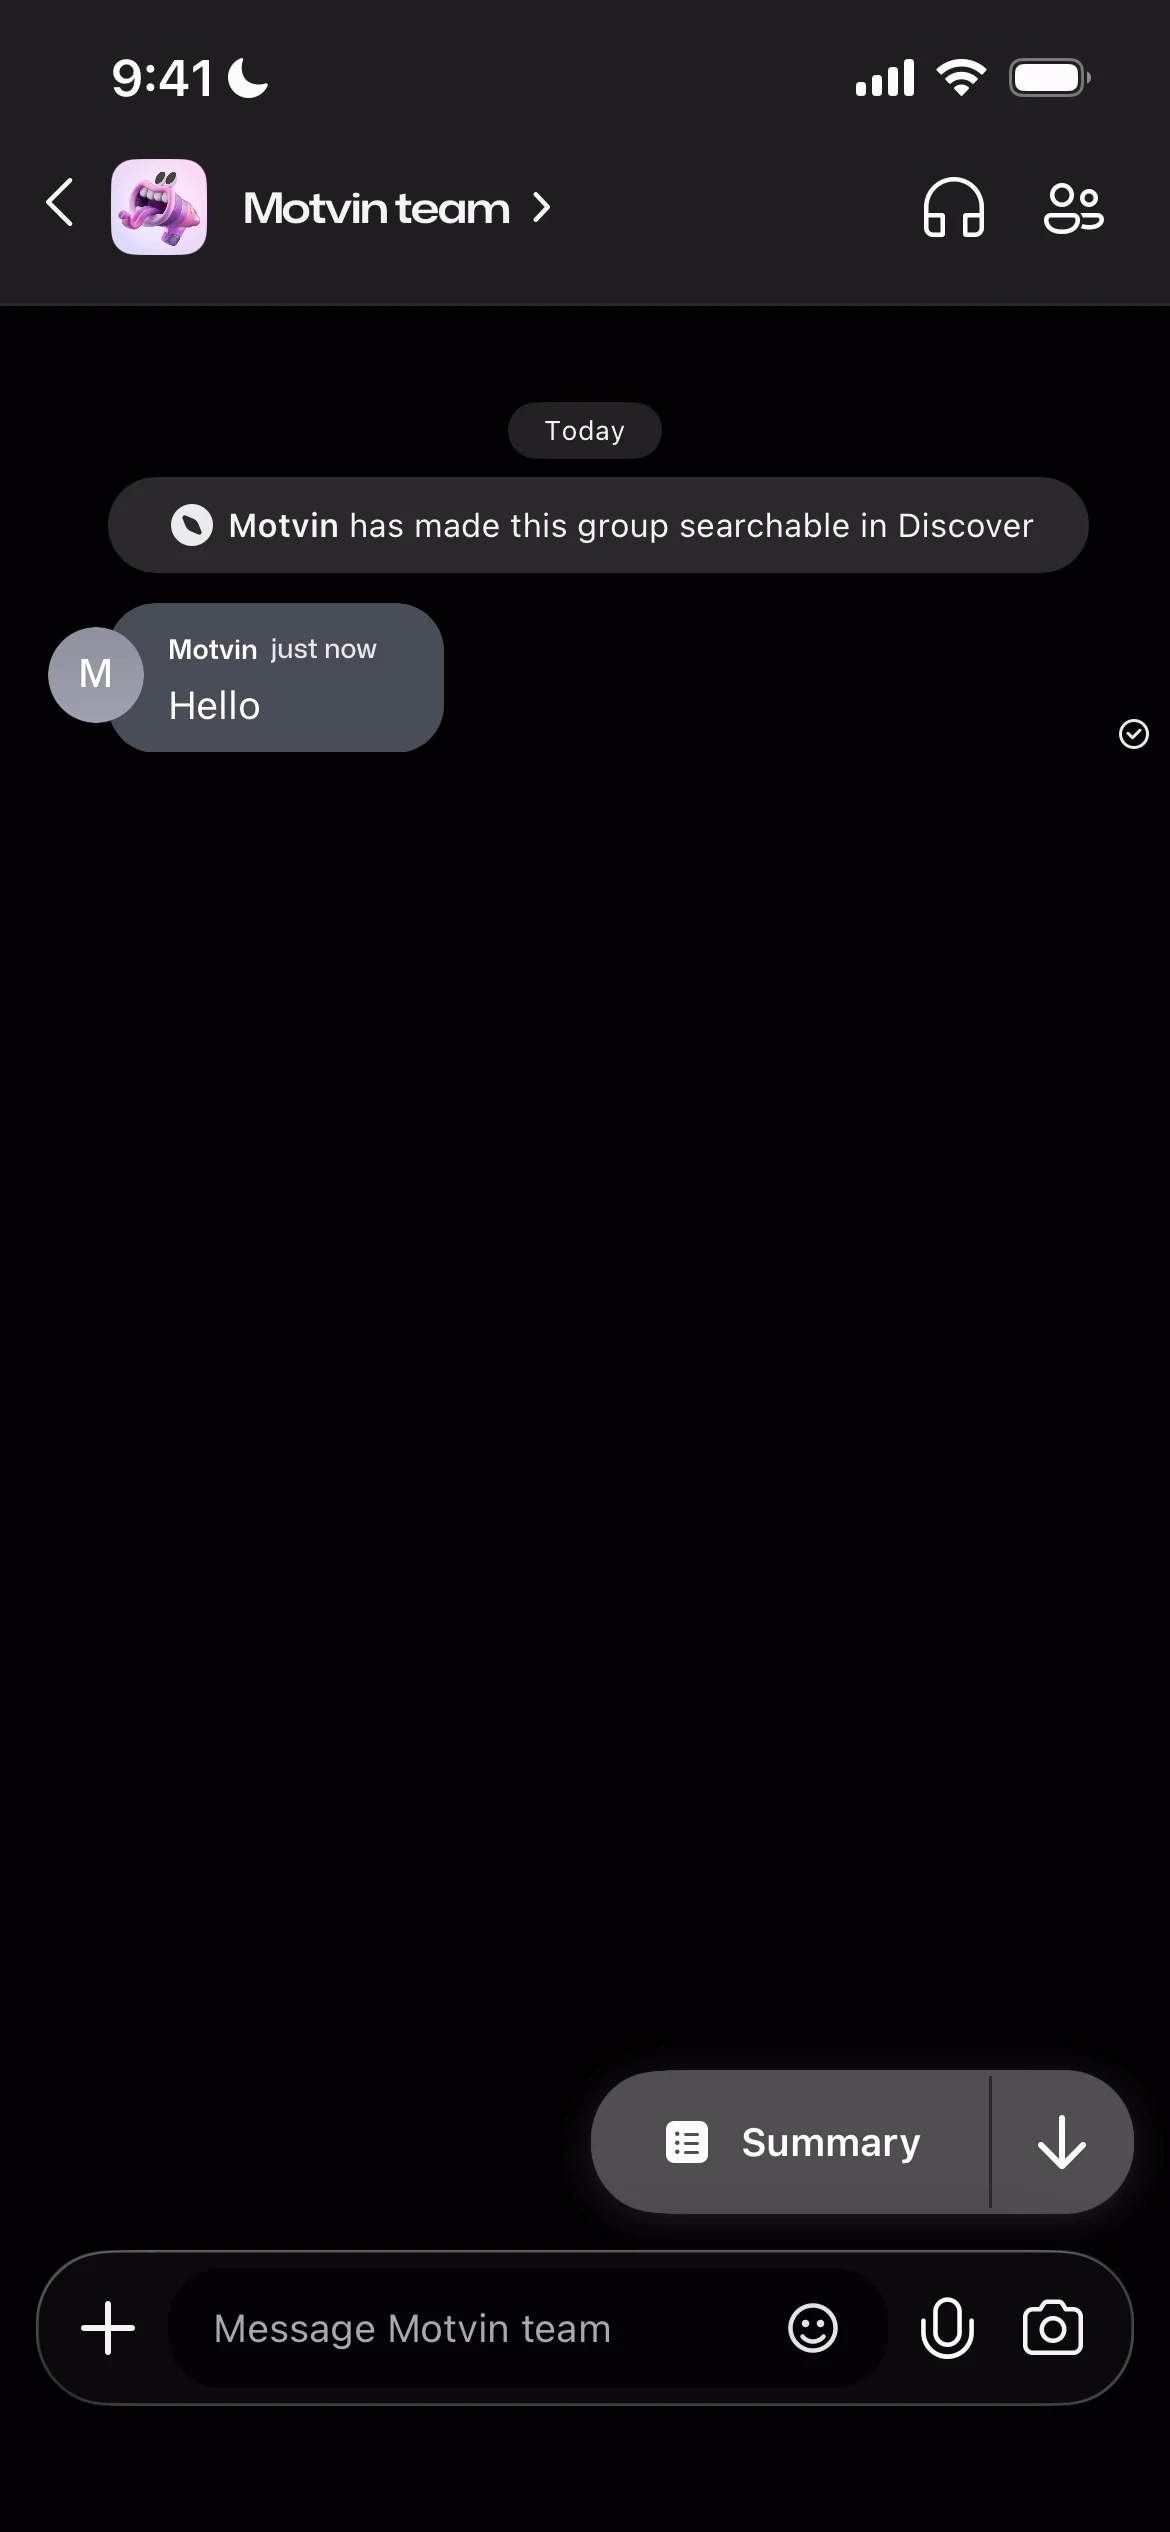 9:41
Motvin team
Today
Motvin has made this group searchable in Discover
M
Motvin just now
Hello
Summary
Message Motvin team